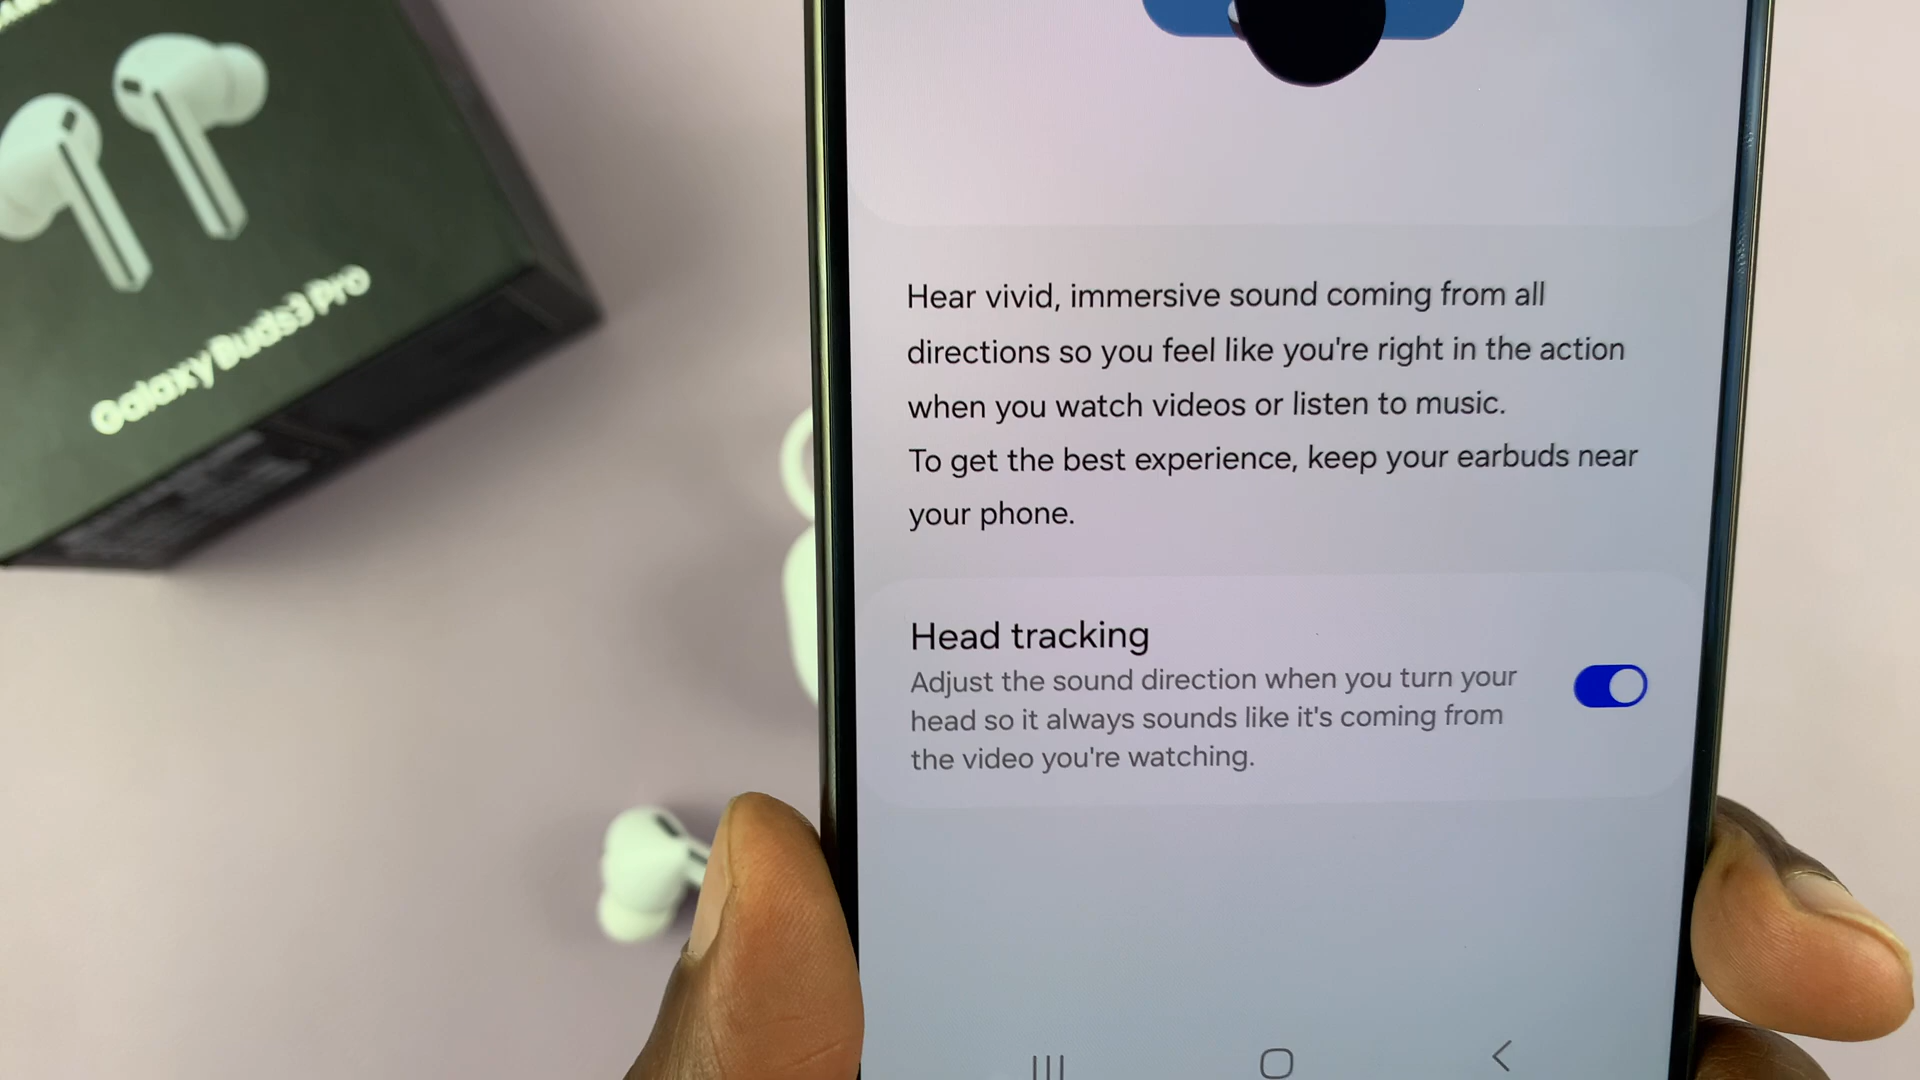 Galaxy Buds3 Pro
Hear vivid, immersive sound coming from all
directions so you feel like you're right in the action
when you watch videos or listen to music.
To get the best experience, keep your earbuds near
your phone.
Head tracking
Adjust the sound direction when you turn your
head so it always sounds like it's coming from
the video you're watching.